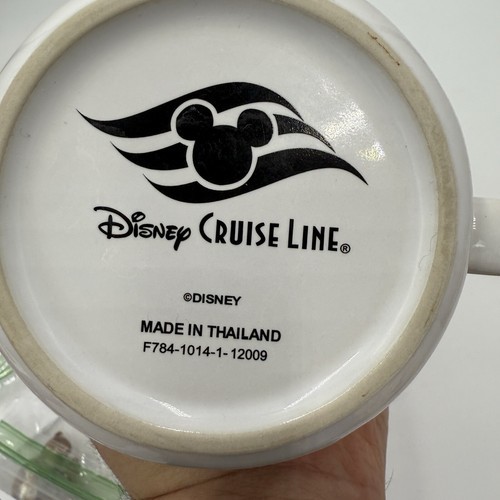 Disney CRUISE LINE®
©DISNEY
MADE IN THAILAND
F784-1014-1-12009